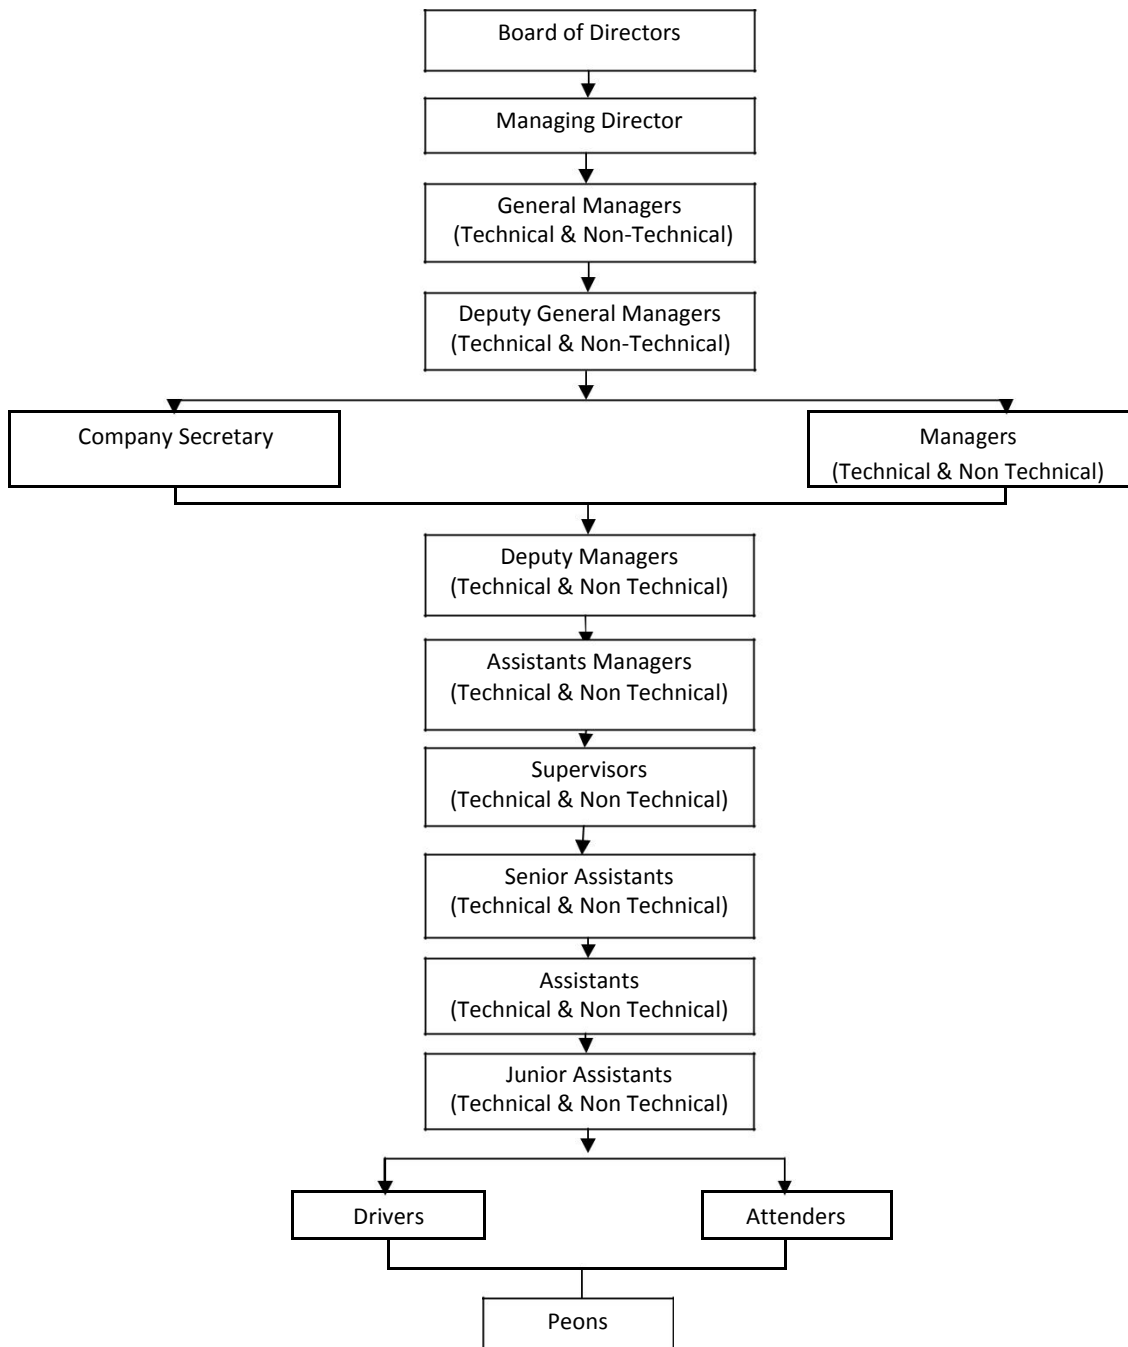 Board of Directors
Managing Director
General Managers
(Technical & Non-Technical)
Deputy General Managers
(Technical & Non-Technical)
Company Secretary
Managers
(Technical & Non Technical)
Deputy Managers
(Technical & Non Technical)
Assistants Managers
(Technical & Non Technical)
Supervisors
(Technical & Non Technical)
Senior Assistants
(Technical & Non Technical)
Assistants
(Technical & Non Technical)
Junior Assistants
(Technical & Non Technical)
Drivers
Attenders
Peons